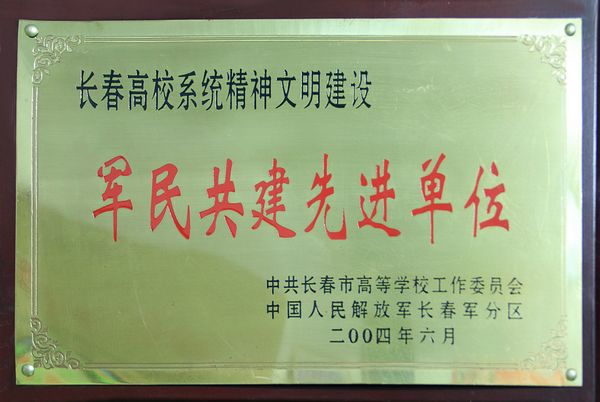 长春高校系统精神文明建设
军民共建先进单位
中共长春市高等学校工作委员会
中国人民解放军长春军分区
二00四年六月